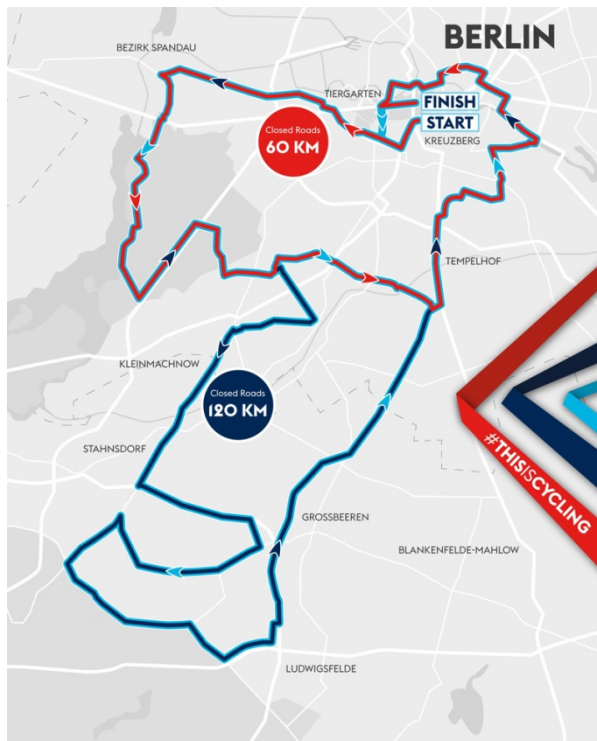 BERLIN
BEZIRK SPANDAU
TIERGARTEN
FINISH
START
KREUZBERG
Closed Roads
60 KM
TEMPELHOF
KLEINMACHNOW
Closed Roads
120 KM
STAHNSDORF
#THISISCYCLING
GROSSBEEREN
BLANKENFELDE-MAHLOW
LUDWIGSFELDE